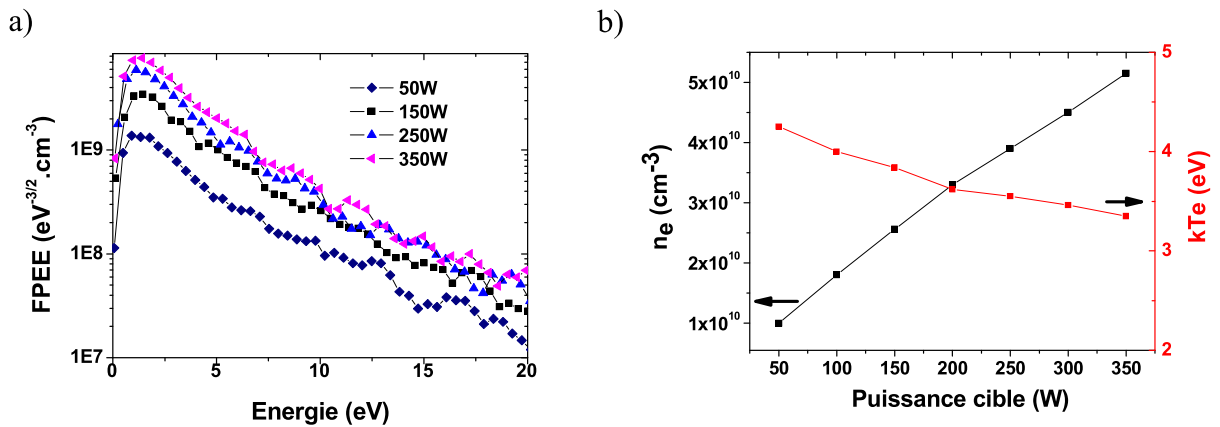 a)
FPEE (eV-3/2.cm-3)
1E9
1E8
1E7
50W
150W
250W
350W
0
5
10
15
20
Energie (eV)
b)
ne (cm-3)
5x10^10
4x10^10
3x10^10
2x10^10
1x10^10
50
100
150
200
250
300
350
Puissance cible (W)
5
4
3
2
kTe (eV)